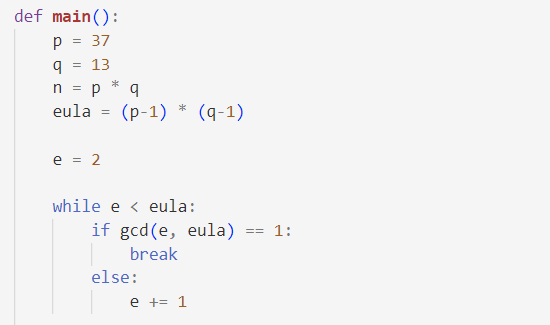 def main():
    p = 37
    q = 13
    n = p * q
    eula = (p-1) * (q-1)
    e = 2
    while e < eula:
        if gcd(e, eula) == 1:
            break
        else:
            e += 1